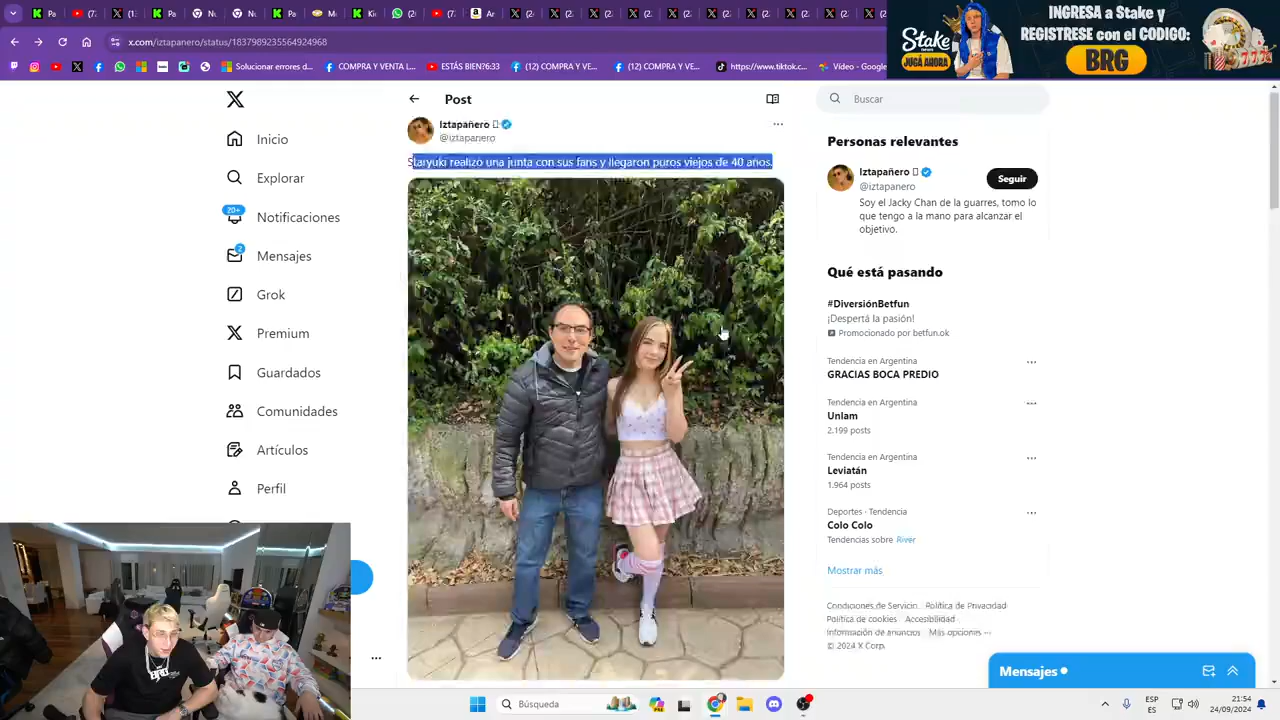 x.com/iztapanero/status/1837989235564924968
Solucionar errores d...
COMPRA Y VENTA L...
ESTÁS BIEN?6:33
(12) COMPRA Y VE...
(12) COMPRA Y VE...
https://www.tiktok.c...
Vídeo - Google
Stake
JUGÁ AHORA
INGRESA a Stake y
REGISTRESE con el CODIGO:
BRG
Post
Buscar
Inicio
Explorar
20+
Notificaciones
2
Mensajes
Grok
Premium
Guardados
Comunidades
Artículos
Perfil
Iztapañero
@iztapanero
Staryuki realizó una junta con sus fans y llegaron puros viejos de 40 años.
Personas relevantes
Iztapañero
@iztapanero
Seguir
Soy el Jacky Chan de la guarres, tomo lo
que tengo a la mano para alcanzar el
objetivo.
Qué está pasando
#DiversiónBetfun
¡Despertá la pasión!
Promocionado por betfun.ok
Tendencia en Argentina
GRACIAS BOCA PREDIO
Tendencia en Argentina
Unlam
2.199 posts
Tendencia en Argentina
Leviatán
1.964 posts
Deportes · Tendencia
Colo Colo
Tendencias sobre River
Mostrar más
Condiciones de Servicio Política de Privacidad
Política de cookies Accesibilidad
Información de anuncios Más opciones ···
© 2024 X Corp.
Mensajes
Búsqueda
ESP
ES
21:54
24/09/2024